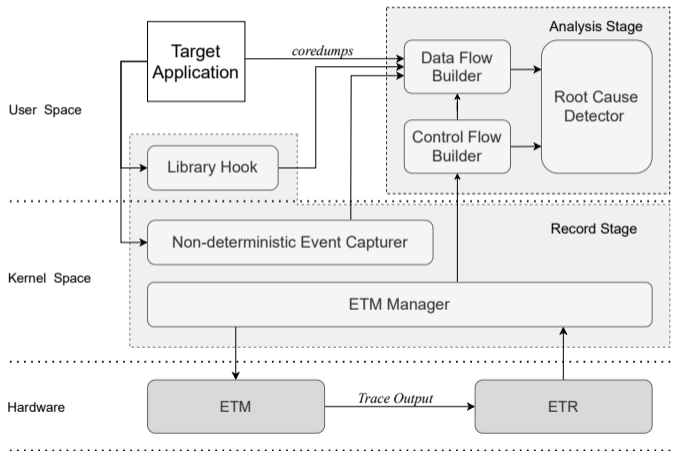 Analysis Stage
Target
Application
coredumps
Data Flow
Builder
Root Cause
Detector
User Space
Control Flow
Builder
Library Hook
Record Stage
Non-deterministic Event Capturer
Kernel Space
ETM Manager
Hardware
ETM
Trace Output
ETR